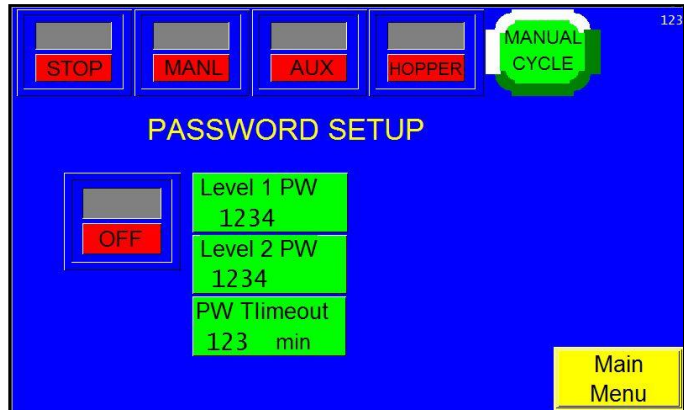 123
STOP
MANL
AUX
HOPPER
MANUAL
CYCLE
PASSWORD SETUP
OFF
Level 1 PW
1234
Level 2 PW
1234
PW TIimeout
123 min
Main
Menu